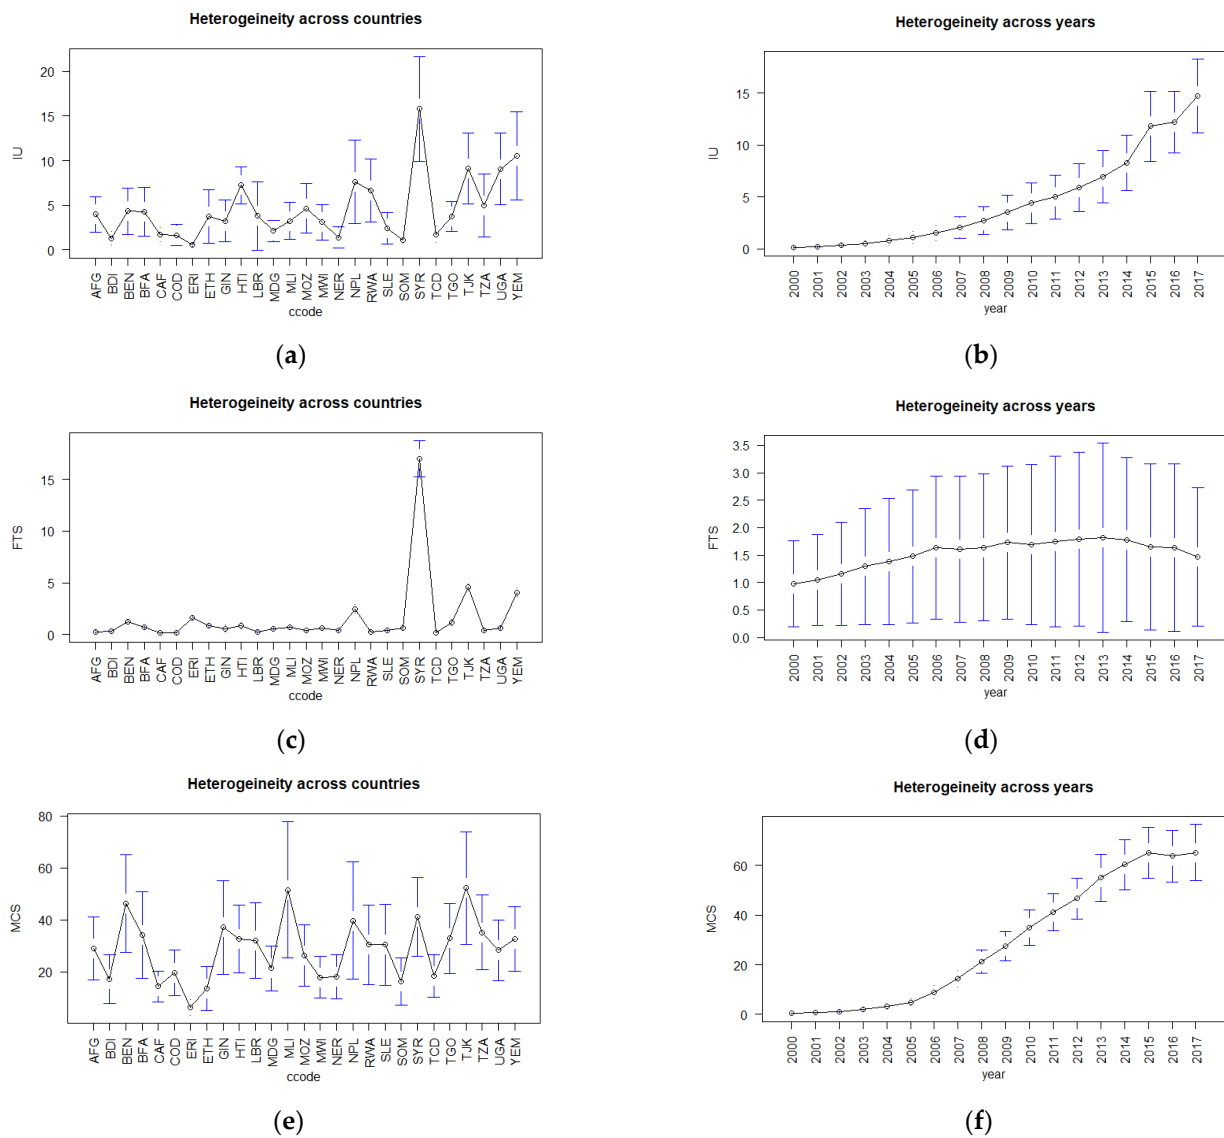 Heterogeineity across countries
IU
20
15
10
5
0
AFG BDI BEN BFA CAF COD ERI ETH GIN HTI LBR MDG MLI MOZ MWI NER NPL RWA SLE SOM SYR TCD TGO TJK TZA UGA YEM
ccode
(a)
Heterogeineity across years
IU
15
10
5
0
2000 2001 2002 2003 2004 2005 2006 2007 2008 2009 2010 2011 2012 2013 2014 2015 2016 2017
year
(b)
Heterogeineity across countries
FTS
15
10
5
0
AFG BDI BEN BFA CAF COD ERI ETH GIN HTI LBR MDG MLI MOZ MWI NER NPL RWA SLE SOM SYR TCD TGO TJK TZA UGA YEM
ccode
(c)
Heterogeineity across years
FTS
3.5
3.0
2.5
2.0
1.5
1.0
0.5
0.0
2000 2001 2002 2003 2004 2005 2006 2007 2008 2009 2010 2011 2012 2013 2014 2015 2016 2017
year
(d)
Heterogeineity across countries
MCS
80
60
40
20
AFG BDI BEN BFA CAF COD ERI ETH GIN HTI LBR MDG MLI MOZ MWI NER NPL RWA SLE SOM SYR TCD TGO TJK TZA UGA YEM
ccode
(e)
Heterogeineity across years
MCS
60
40
20
0
2000 2001 2002 2003 2004 2005 2006 2007 2008 2009 2010 2011 2012 2013 2014 2015 2016 2017
year
(f)